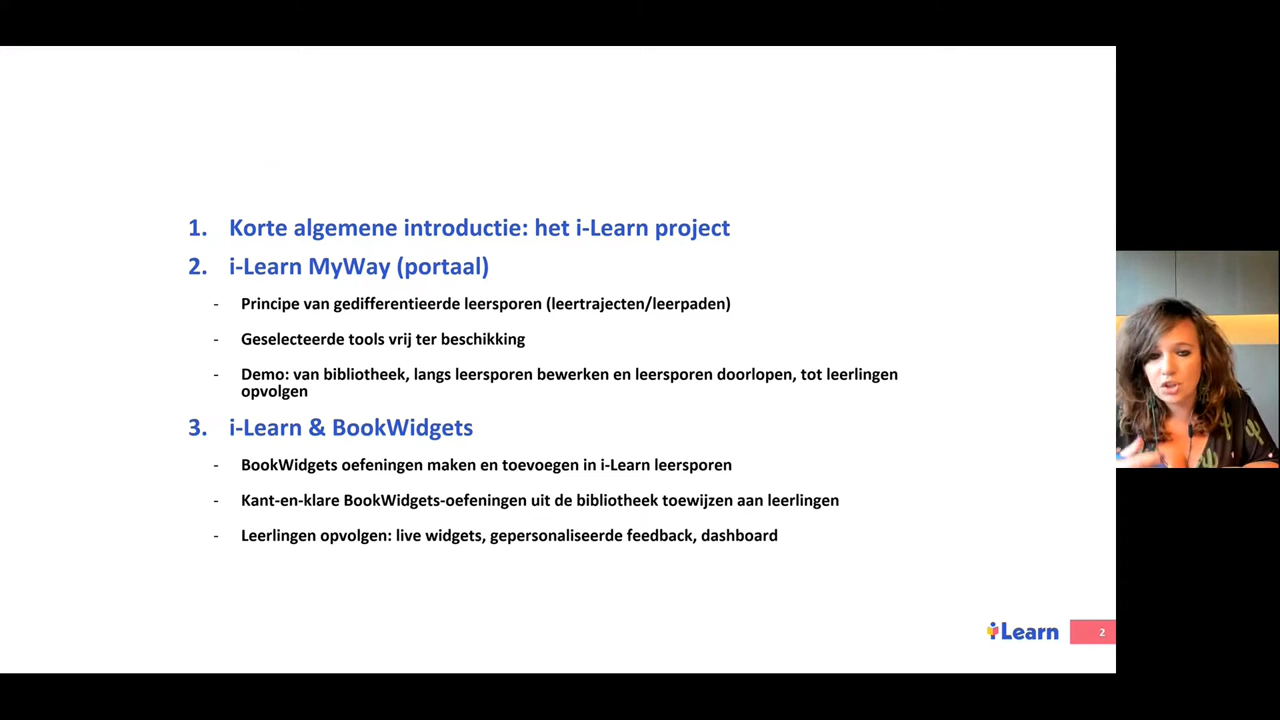 1. Korte algemene introductie: het i-Learn project
2. i-Learn MyWay (portaal)
- Principe van gedifferentieerde leersporen (leertrajecten/leerpaden)
- Geselecteerde tools vrij ter beschikking
- Demo: van bibliotheek, langs leersporen bewerken en leersporen doorlopen, tot leerlingen
opvolgen
3. i-Learn & BookWidgets
- BookWidgets oefeningen maken en toevoegen in i-Learn leersporen
- Kant-en-klare BookWidgets-oefeningen uit de bibliotheek toewijzen aan leerlingen
- Leerlingen opvolgen: live widgets, gepersonaliseerde feedback, dashboard
i Learn 2